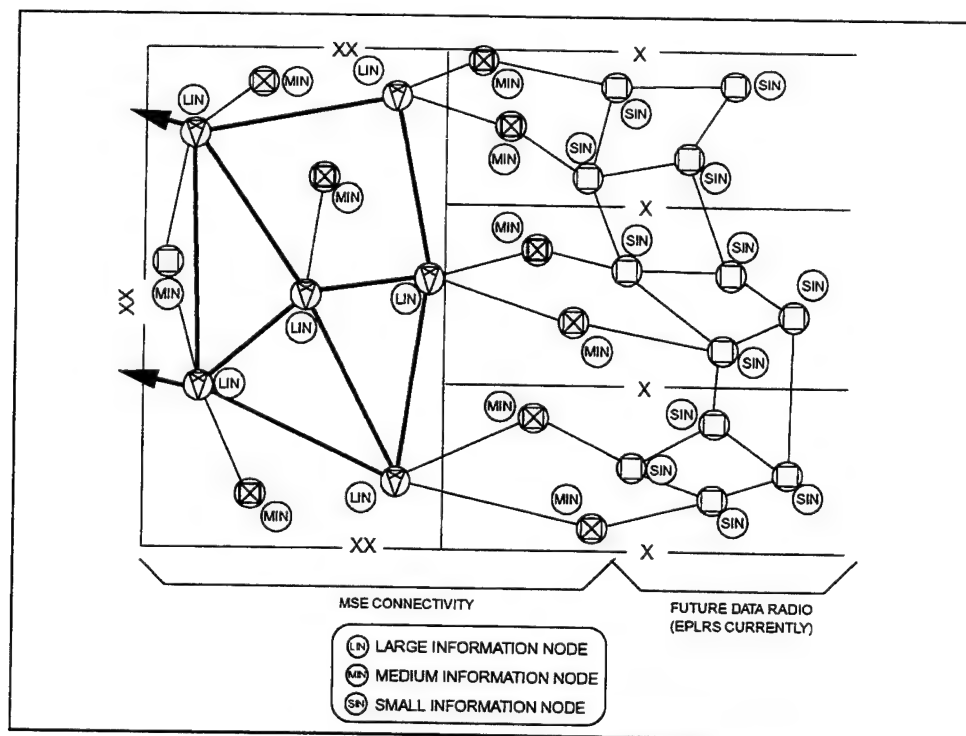 XX
X
LIN
MIN
MIN
SIN
LIN
SIN
SIN
MIN
SIN
MIN
X
MIN
SIN
SIN
SIN
MIN
LIN
XX
LIN
MIN
SIN
LIN
X
MIN
SIN
SIN
LIN
MIN
SIN
MIN
SIN
XX
X
MSE CONNECTIVITY
FUTURE DATA RADIO
(EPLRS CURRENTLY)
LIN LARGE INFORMATION NODE
MIN MEDIUM INFORMATION NODE
SIN SMALL INFORMATION NODE